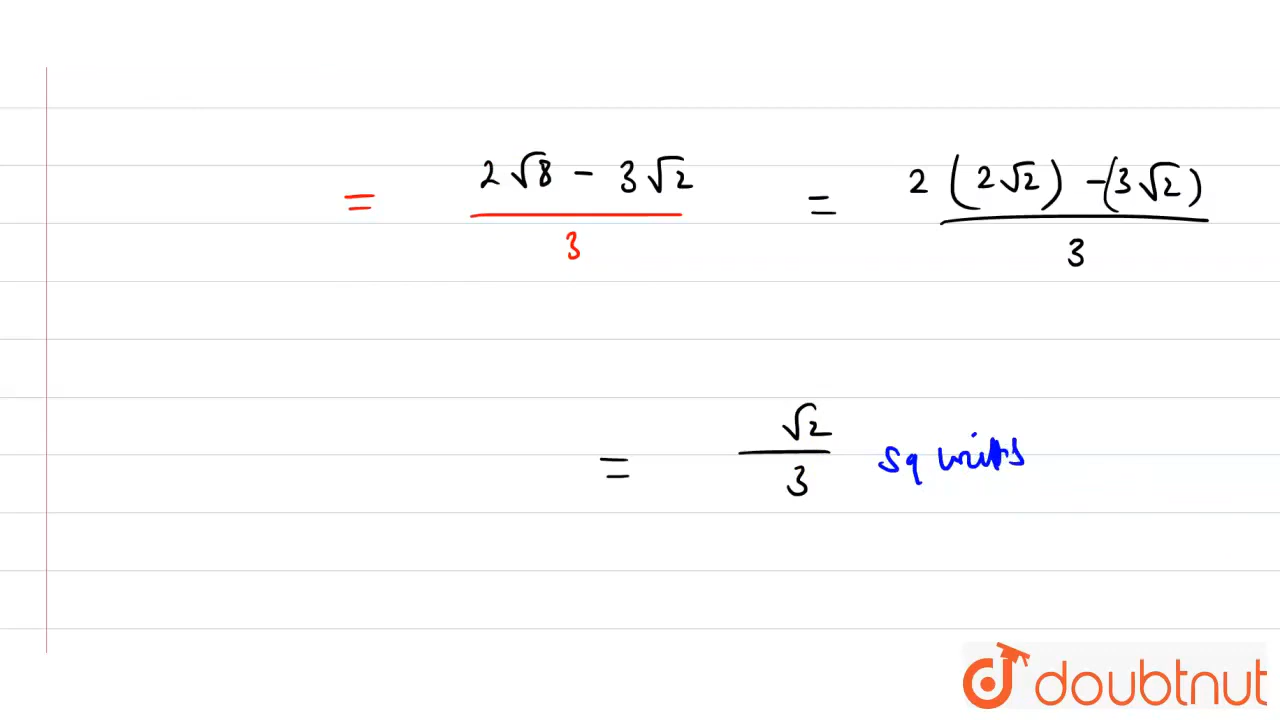 = (2√8 - 3√2)/3 = (2(2√2) -(3√2))/3
= √2/3 sq units
doubtnut